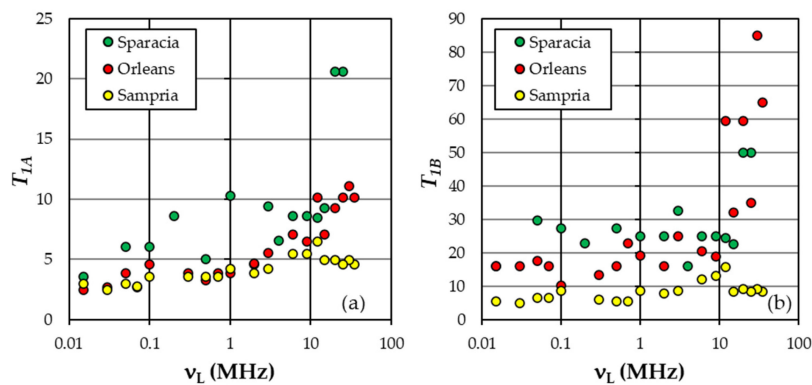 25
20
15
10
5
0
T1A
Sparacia
Orleans
Sampria
(a)
0.01 0.1 1 10 100
νL (MHz)
90
80
70
60
50
40
30
20
10
0
T1B
Sparacia
Orleans
Sampria
(b)
0.01 0.1 1 10 100
νL (MHz)